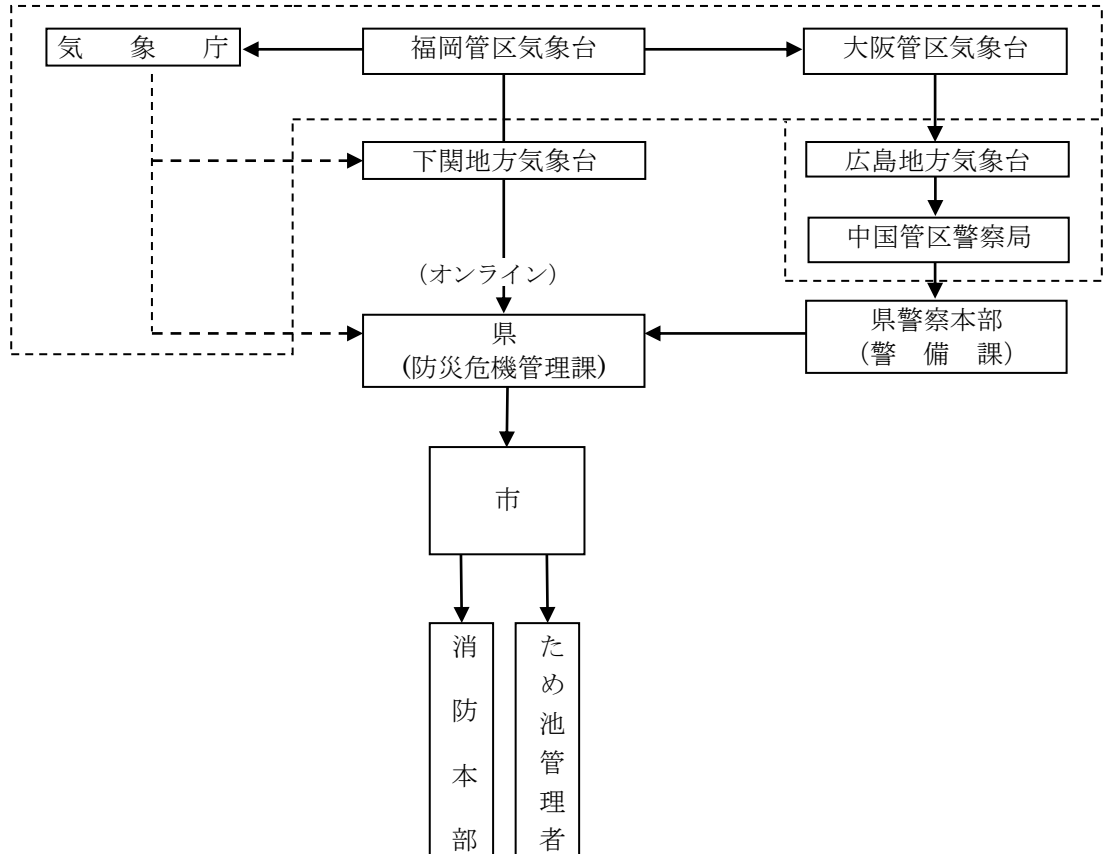 気　象　庁
福岡管区気象台
大阪管区気象台
下関地方気象台
広島地方気象台
中国管区警察局
（オンライン）
県
(防災危機管理課)
県警察本部
（警　備　課）
市
消防本部
ため池管理者